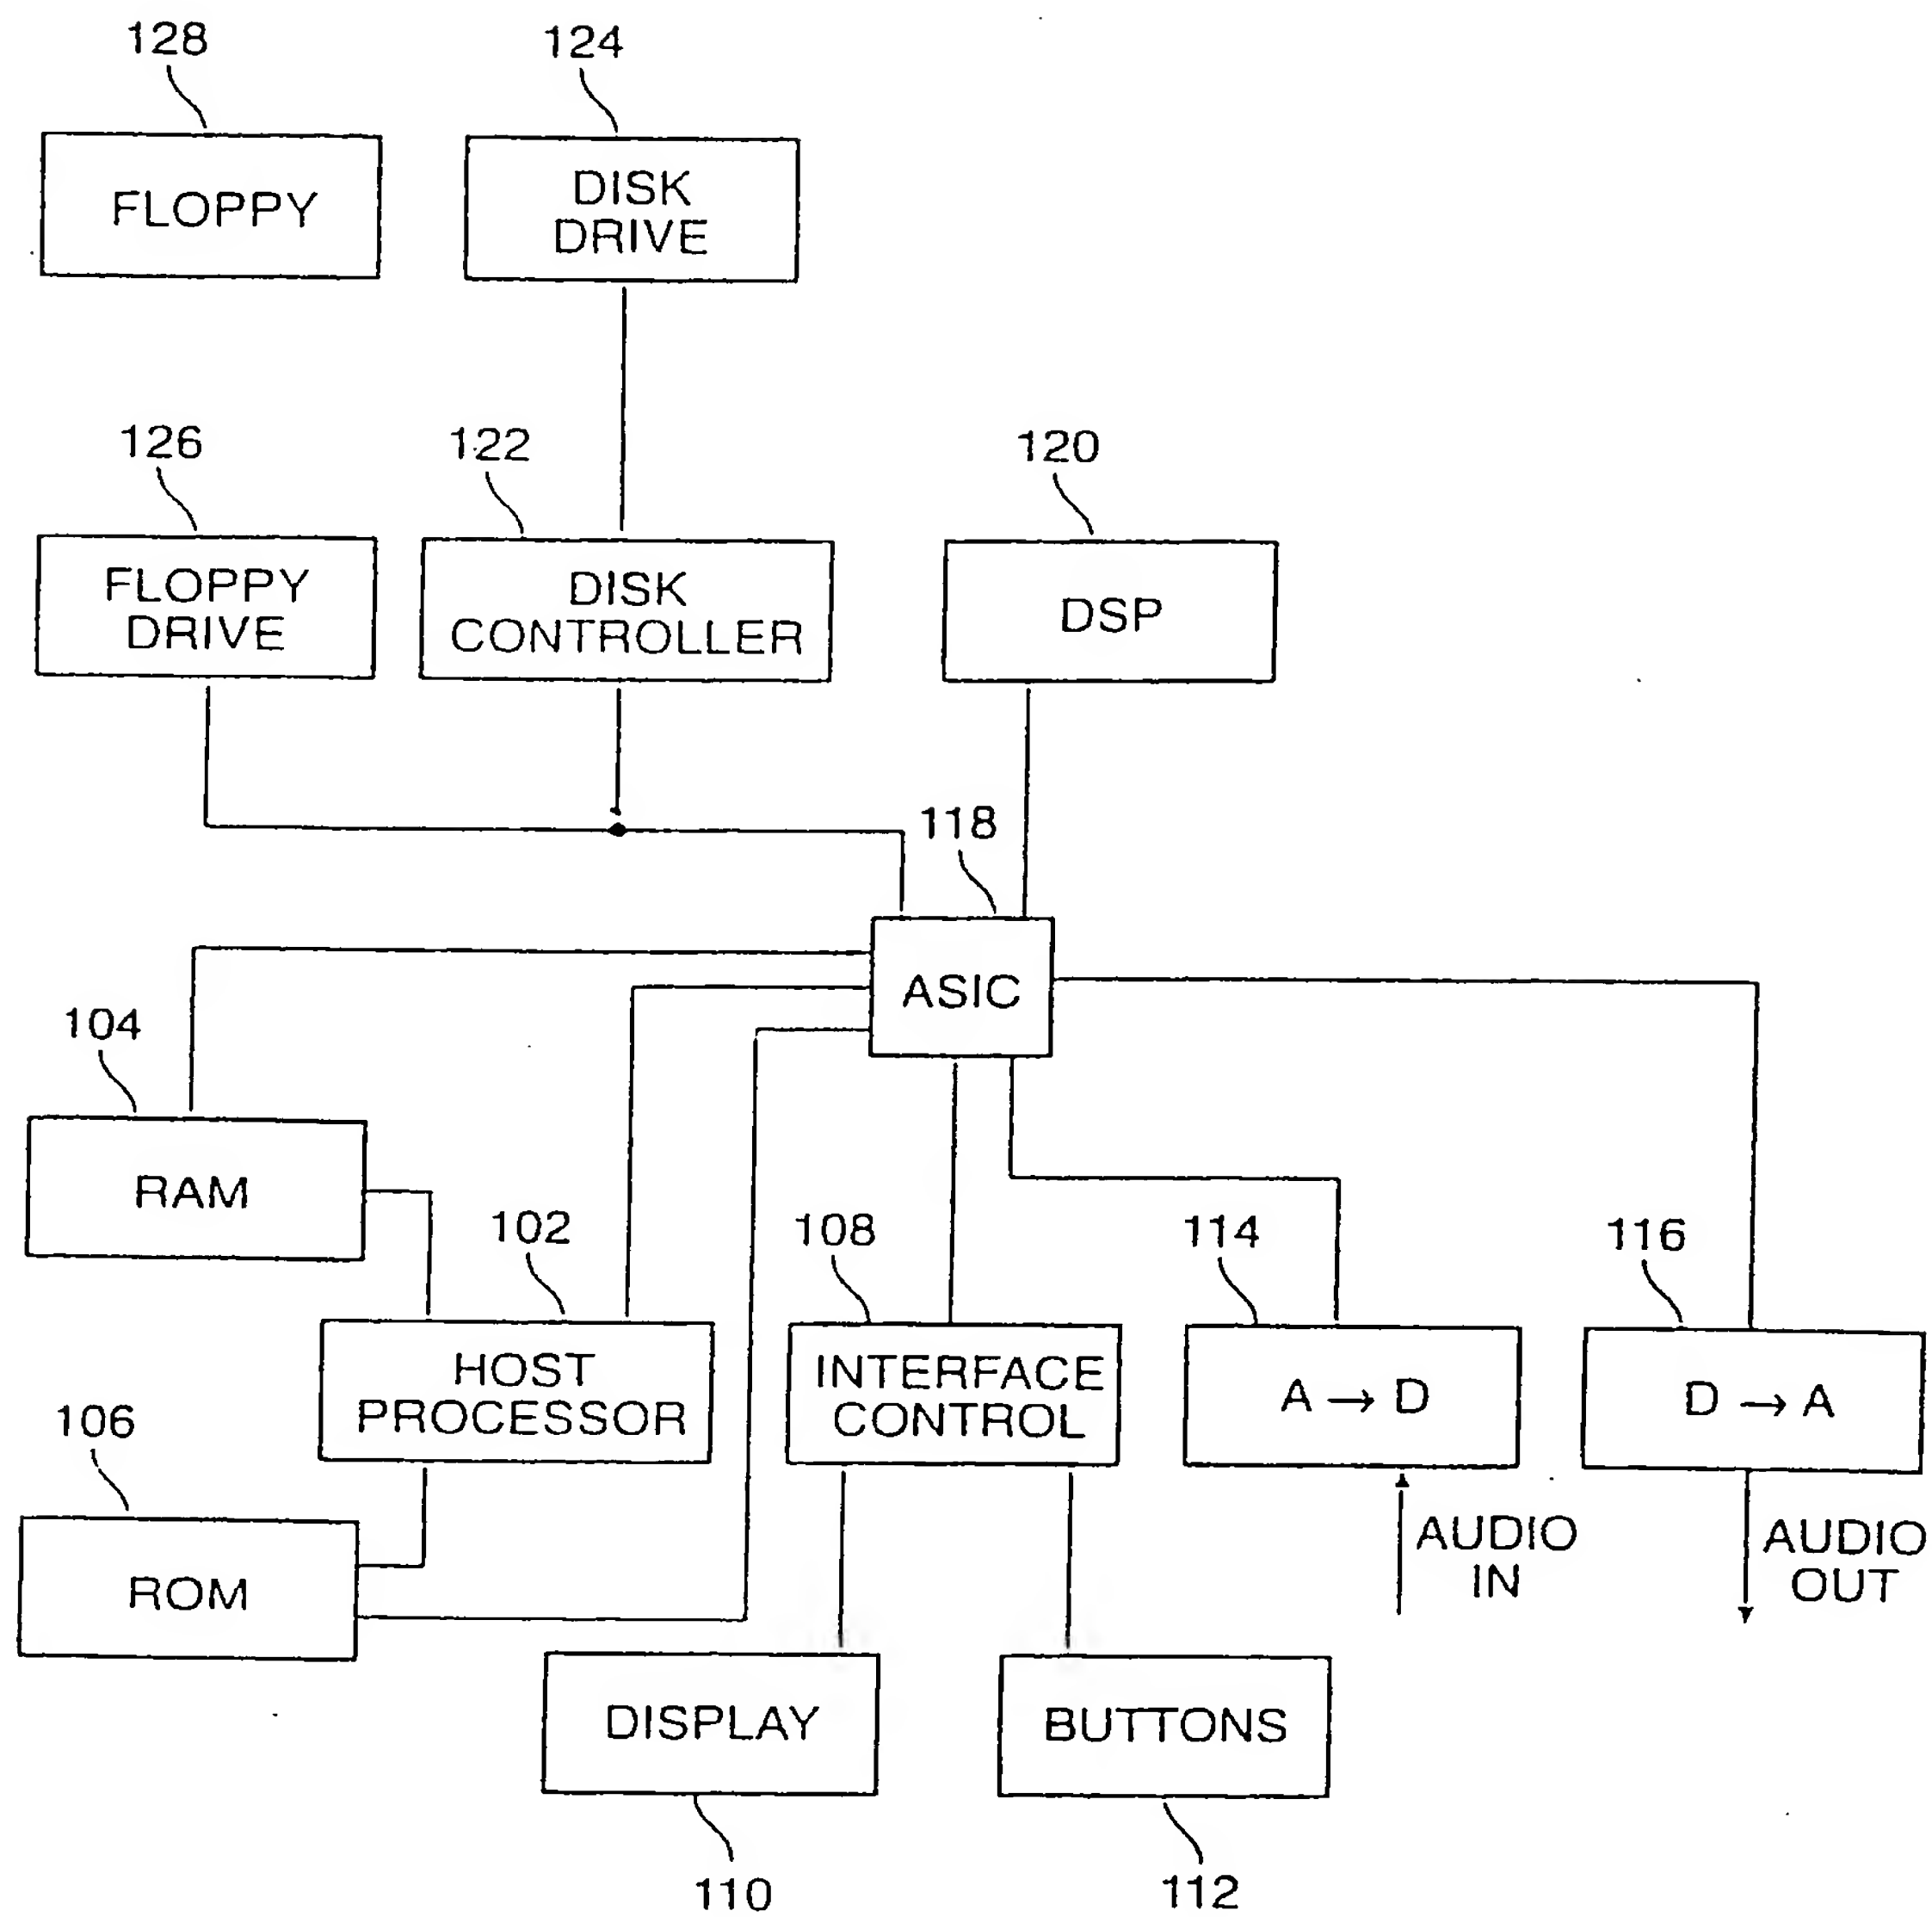 128
124
FLOPPY
DISK
DRIVE
126
122
120
FLOPPY
DRIVE
DISK
CONTROLLER
DSP
118
ASIC
104
RAM
102
108
114
116
HOST
PROCESSOR
INTERFACE
CONTROL
A → D
D → A
106
ROM
AUDIO
IN
AUDIO
OUT
DISPLAY
BUTTONS
110
112